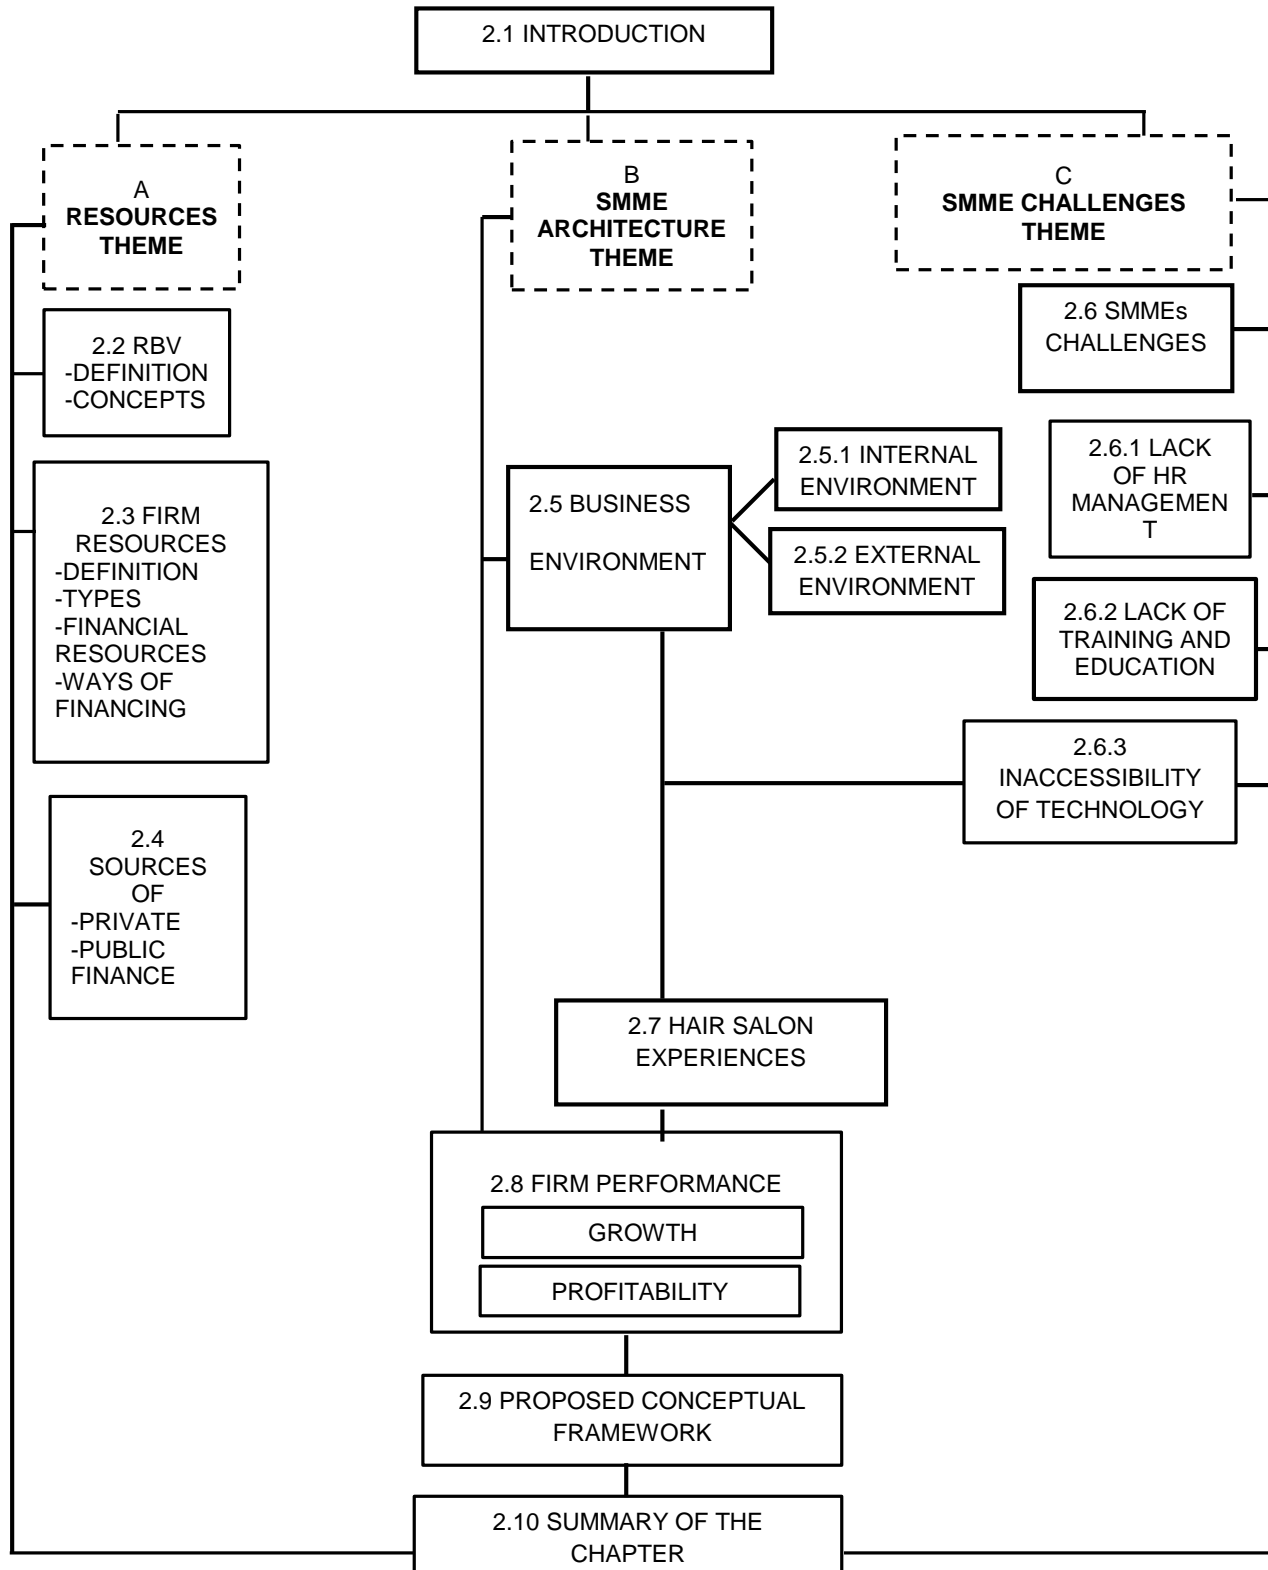 2.1 INTRODUCTION
A
RESOURCES
THEME
B
SMME
ARCHITECTURE
THEME
C
SMME CHALLENGES
THEME
2.2 RBV
-DEFINITION
-CONCEPTS
2.3 FIRM
RESOURCES
-DEFINITION
-TYPES
-FINANCIAL
RESOURCES
-WAYS OF
FINANCING
2.4
SOURCES
OF
-PRIVATE
-PUBLIC
FINANCE
2.5 BUSINESS
ENVIRONMENT
2.5.1 INTERNAL
ENVIRONMENT
2.5.2 EXTERNAL
ENVIRONMENT
2.6 SMMEs
CHALLENGES
2.6.1 LACK
OF HR
MANAGEMEN
T
2.6.2 LACK OF
TRAINING AND
EDUCATION
2.6.3
INACCESSIBILITY
OF TECHNOLOGY
2.7 HAIR SALON
EXPERIENCES
2.8 FIRM PERFORMANCE
GROWTH
PROFITABILITY
2.9 PROPOSED CONCEPTUAL
FRAMEWORK
2.10 SUMMARY OF THE
CHAPTER